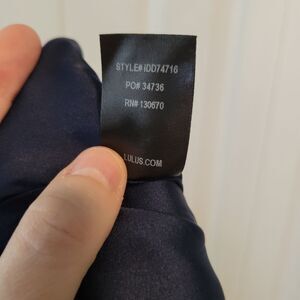 STYLE# IDD74716
PO# 34736
RN# 130670
LULUS.COM